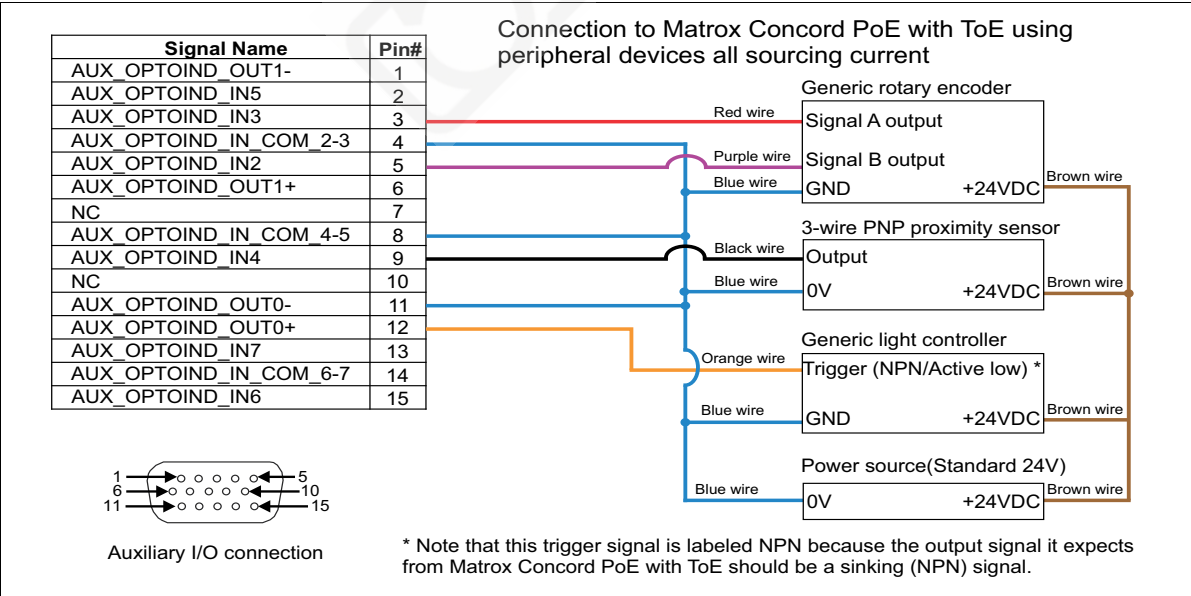 Connection to Matrox Concord PoE with ToE using
peripheral devices all sourcing current
Signal Name Pin#
AUX_OPTOIND_OUT1- 1
AUX_OPTOIND_IN5 2
AUX_OPTOIND_IN3 3
AUX_OPTOIND_IN_COM_2-3 4
AUX_OPTOIND_IN2 5
AUX_OPTOIND_OUT1+ 6
NC 7
AUX_OPTOIND_IN_COM_4-5 8
AUX_OPTOIND_IN4 9
NC 10
AUX_OPTOIND_OUT0- 11
AUX_OPTOIND_OUT0+ 12
AUX_OPTOIND_IN7 13
AUX_OPTOIND_IN_COM_6-7 14
AUX_OPTOIND_IN6 15
Generic rotary encoder
Red wire Signal A output
Purple wire Signal B output
Blue wire GND +24VDC Brown wire
3-wire PNP proximity sensor
Black wire Output
Blue wire 0V +24VDC Brown wire
Generic light controller
Orange wire Trigger (NPN/Active low) *
Blue wire GND +24VDC Brown wire
Power source(Standard 24V)
Blue wire 0V +24VDC Brown wire
1 5
6 10
11 15
Auxiliary I/O connection
* Note that this trigger signal is labeled NPN because the output signal it expects
from Matrox Concord PoE with ToE should be a sinking (NPN) signal.